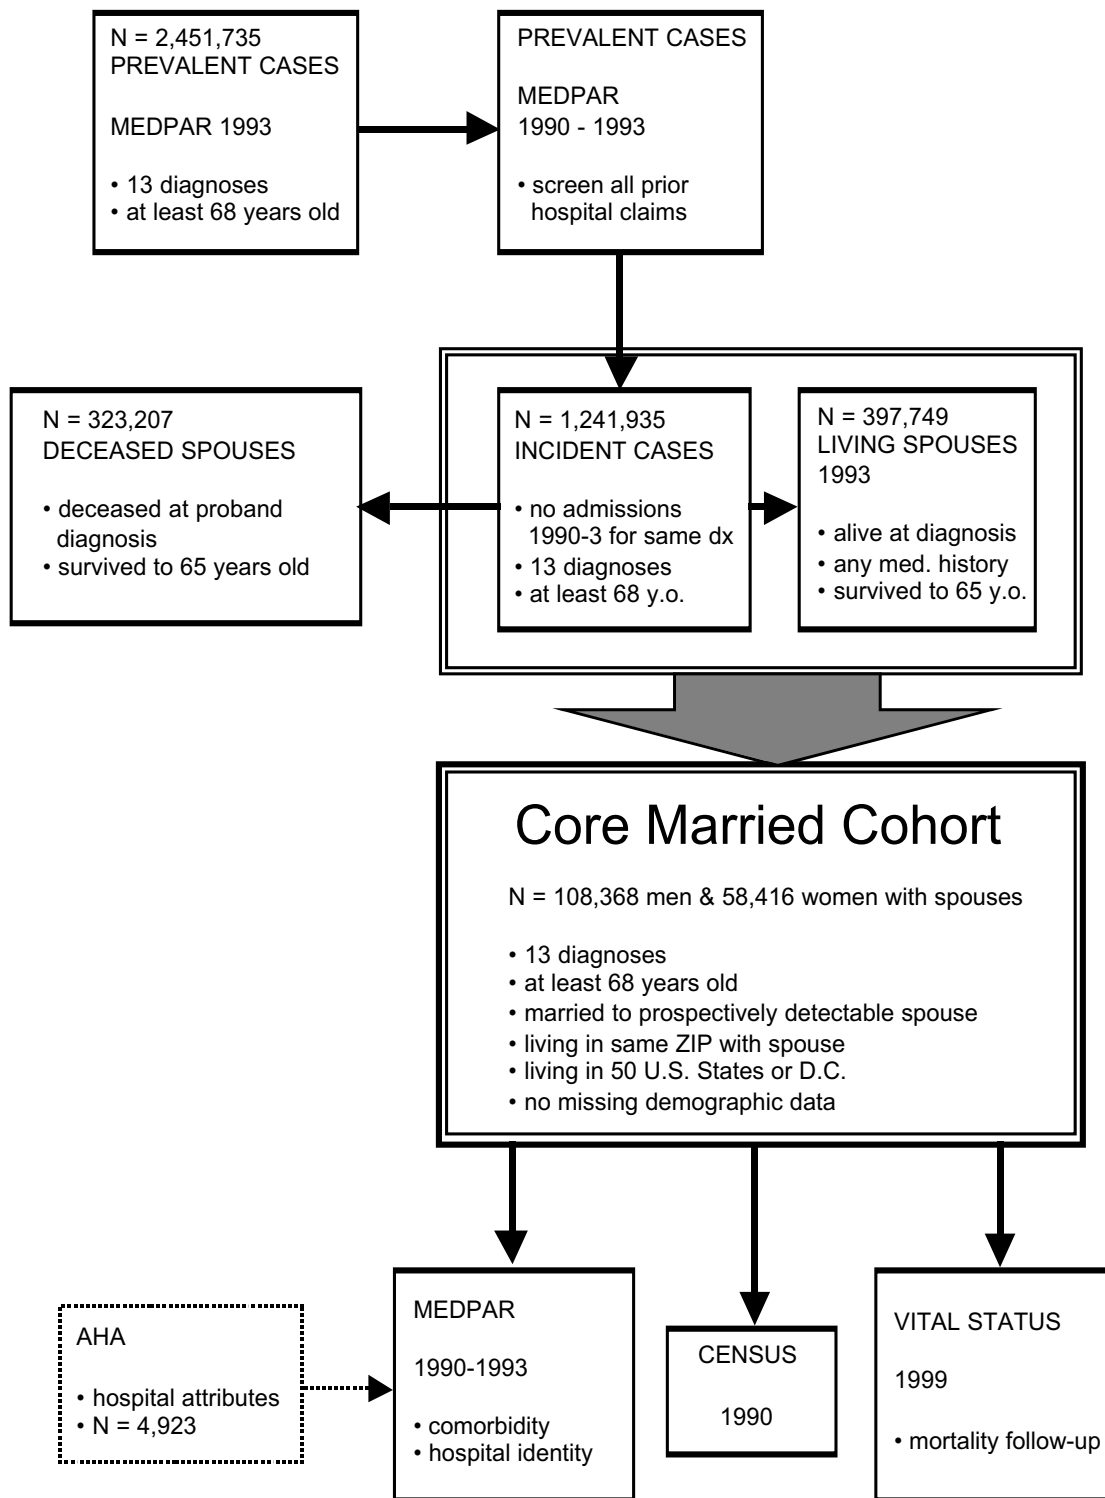 N = 2,451,735
PREVALENT CASES
MEDPAR 1993
• 13 diagnoses
• at least 68 years old
PREVALENT CASES
MEDPAR
1990 - 1993
• screen all prior
hospital claims
N = 323,207
DECEASED SPOUSES
• deceased at proband
diagnosis
• survived to 65 years old
N = 1,241,935
INCIDENT CASES
• no admissions
1990-3 for same dx
• 13 diagnoses
• at least 68 y.o.
N = 397,749
LIVING SPOUSES
1993
• alive at diagnosis
• any med. history
• survived to 65 y.o.
Core Married Cohort
N = 108,368 men & 58,416 women with spouses
• 13 diagnoses
• at least 68 years old
• married to prospectively detectable spouse
• living in same ZIP with spouse
• living in 50 U.S. States or D.C.
• no missing demographic data
AHA
• hospital attributes
• N = 4,923
MEDPAR
1990-1993
• comorbidity
• hospital identity
CENSUS
1990
VITAL STATUS
1999
• mortality follow-up